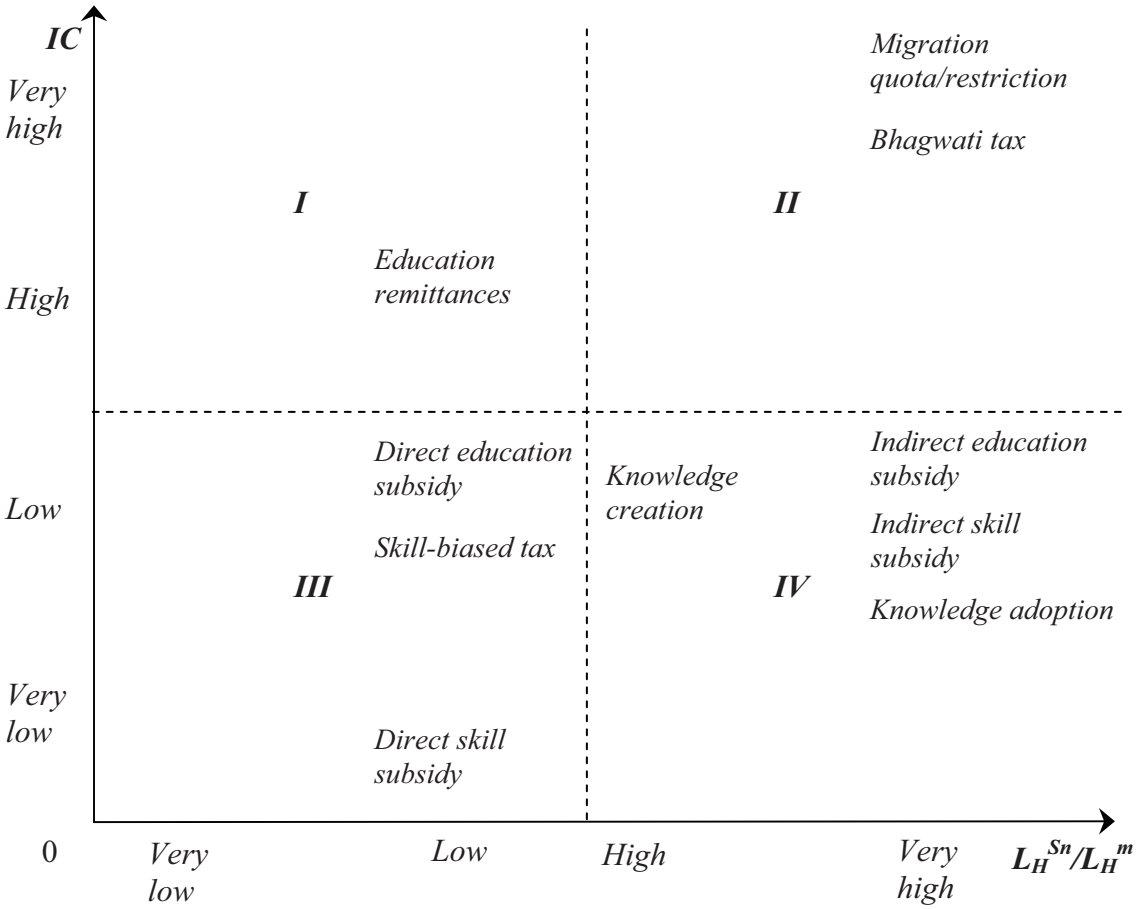 IC
Very
high
Migration
quota/restriction
Bhagwati tax
I
II
Education
remittances
High
Direct education
subsidy
Knowledge
creation
Indirect education
subsidy
Low
Skill-biased tax
Indirect skill
subsidy
III
IV
Knowledge adoption
Very
low
Direct skill
subsidy
0
Very
low
Low
High
Very
high
L_H^Sn/L_H^m